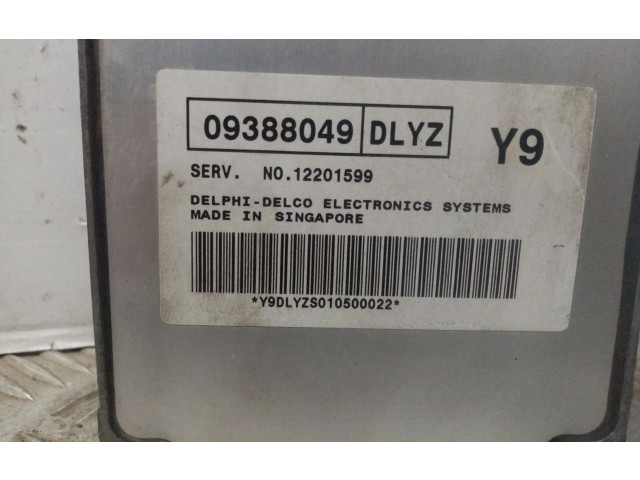 09388049 DLYZ Y9
SERV. NO.12201599
DELPHI-DELCO ELECTRONICS SYSTEMS
MADE IN SINGAPORE
*Y9DLYZS010500022*